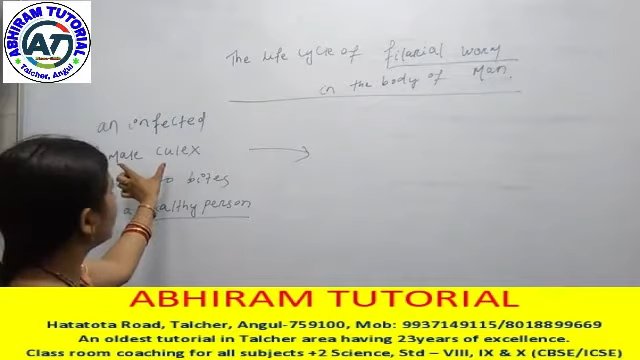 ABHIRAM TUTORIAL
AT
Talcher, Angul
The life cycle of filarial worm
in the body of Man.
an infected
male culex
bites
a healthy person
ABHIRAM TUTORIAL
Hatatota Road, Talcher, Angul-759100, Mob: 9937149115/8018899669
An oldest tutorial in Talcher area having 23years of excellence.
Class room coaching for all subjects +2 Science, Std - VIII, IX & X (CBSE/ICSE)